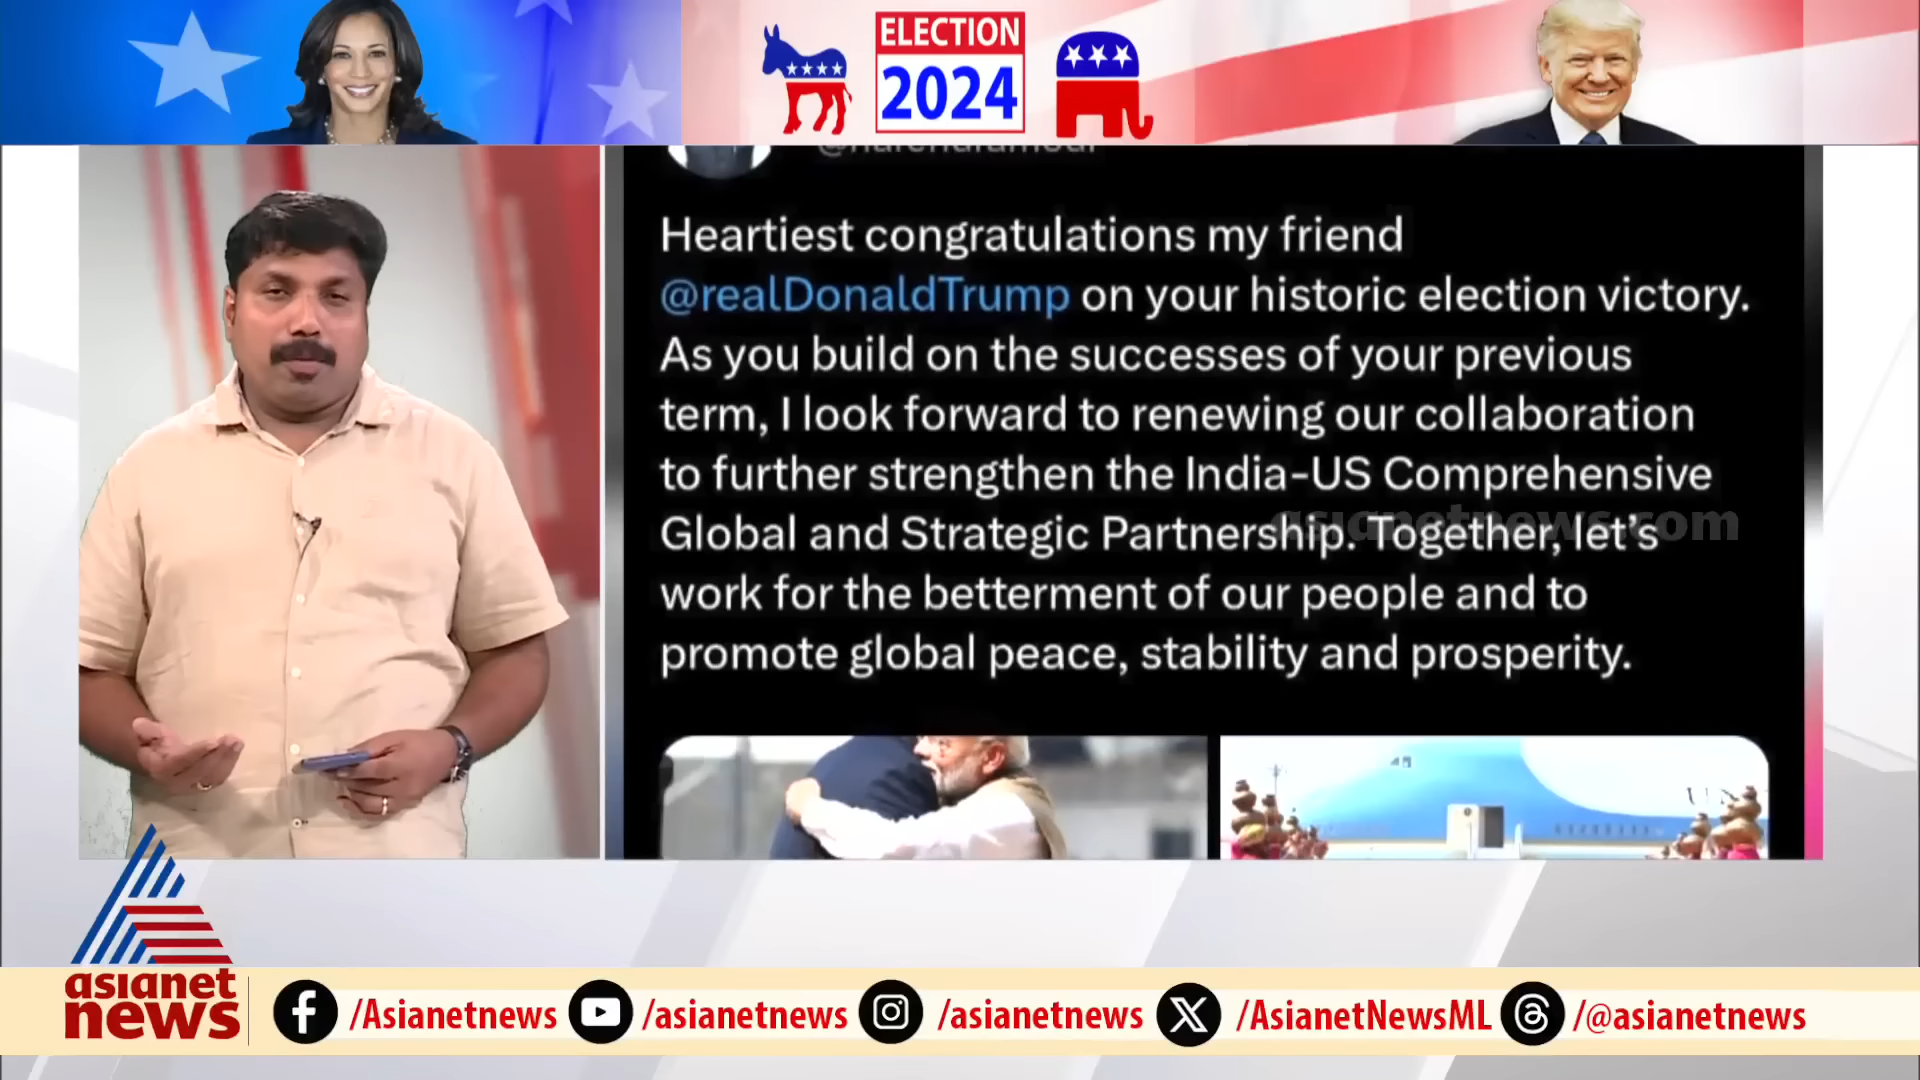 ELECTION
2024
@narendramodi
Heartiest congratulations my friend
@realDonaldTrump on your historic election victory.
As you build on the successes of your previous
term, I look forward to renewing our collaboration
to further strengthen the India-US Comprehensive
Global and Strategic Partnership. Together, let's
work for the betterment of our people and to
promote global peace, stability and prosperity.
asianetnews.com
asianet
news
/Asianetnews
/asianetnews
/asianetnews
/AsianetNewsML
/@asianetnews